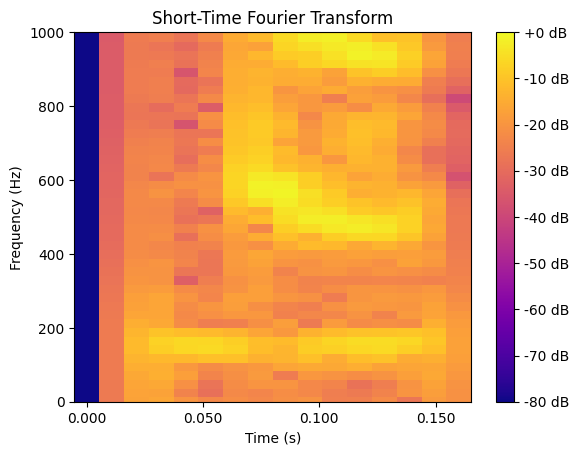 Short-Time Fourier Transform
1000
800
600
400
200
0
Frequency (Hz)
0.000
0.050
0.100
0.150
Time (s)
+0 dB
-10 dB
-20 dB
-30 dB
-40 dB
-50 dB
-60 dB
-70 dB
-80 dB